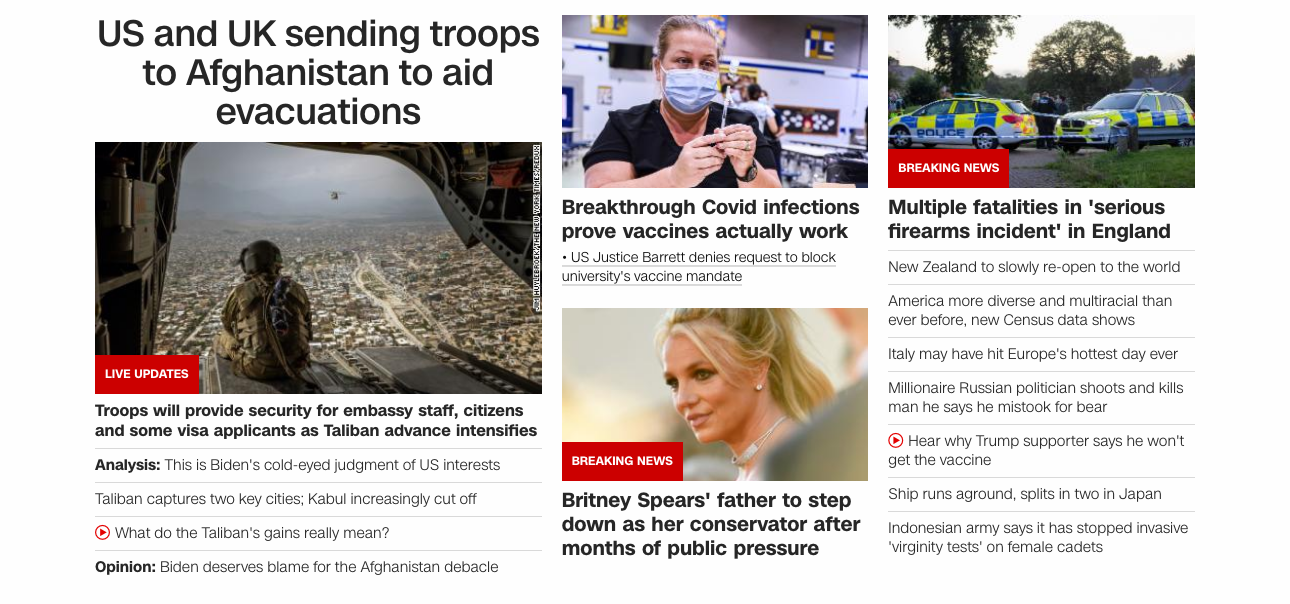 US and UK sending troops
to Afghanistan to aid
evacuations
JIM HUYLEBROEK/THE NEW YORK TIMES/REDUX
LIVE UPDATES
Troops will provide security for embassy staff, citizens
and some visa applicants as Taliban advance intensifies
Analysis: This is Biden's cold-eyed judgment of US interests
Taliban captures two key cities; Kabul increasingly cut off
What do the Taliban's gains really mean?
Opinion: Biden deserves blame for the Afghanistan debacle
Breakthrough Covid infections
prove vaccines actually work
• US Justice Barrett denies request to block
university's vaccine mandate
BREAKING NEWS
Britney Spears' father to step
down as her conservator after
months of public pressure
POLICE
BREAKING NEWS
Multiple fatalities in 'serious
firearms incident' in England
New Zealand to slowly re-open to the world
America more diverse and multiracial than
ever before, new Census data shows
Italy may have hit Europe's hottest day ever
Millionaire Russian politician shoots and kills
man he says he mistook for bear
Hear why Trump supporter says he won't
get the vaccine
Ship runs aground, splits in two in Japan
Indonesian army says it has stopped invasive
'virginity tests' on female cadets